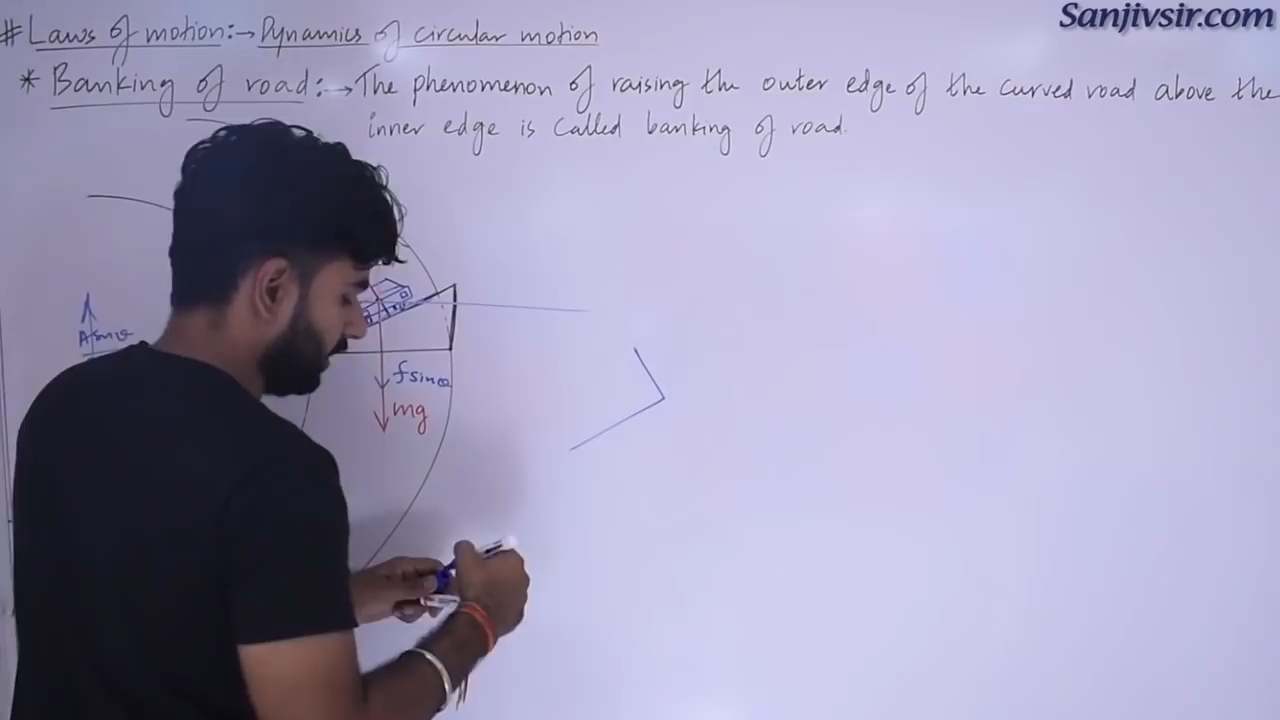 Sanjivsir.com
# Laws of motion:→ Dynamics of circular motion
* Banking of road:→ The phenomenon of raising the outer edge of the curved road above the
inner edge is called banking of road.
fsinθ
mg